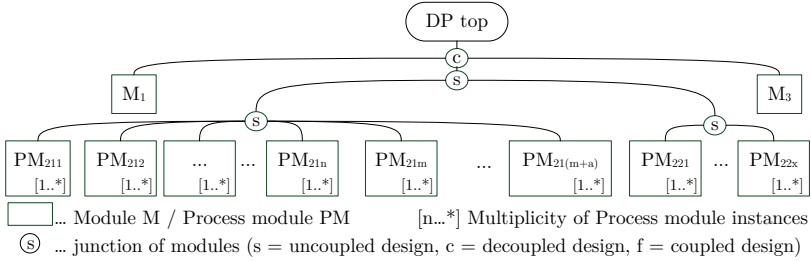 DP top
c
s
M1
M3
s
s
PM211 [1..*]
PM212 [1..*]
... [1..*]
...
PM21n [1..*]
PM21m [1..*]
...
PM21(m+a) [1..*]
PM221 [1..*]
...
PM22x [1..*]
... Module M / Process module PM
[n...*] Multiplicity of Process module instances
s ... junction of modules (s = uncoupled design, c = decoupled design, f = coupled design)